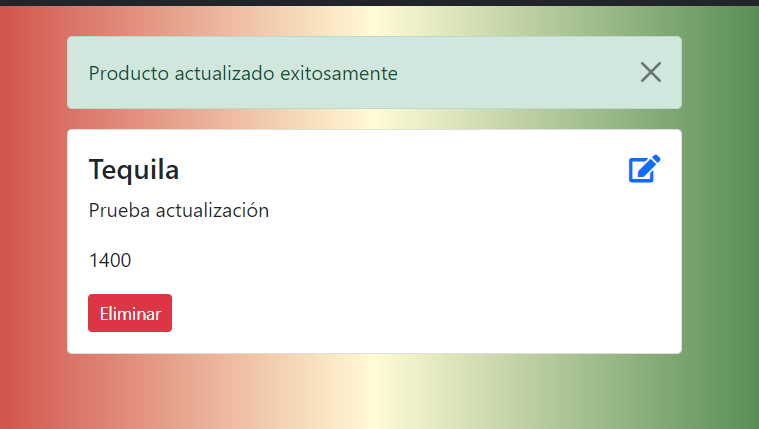 Producto actualizado exitosamente
Tequila
Prueba actualización
1400
Eliminar